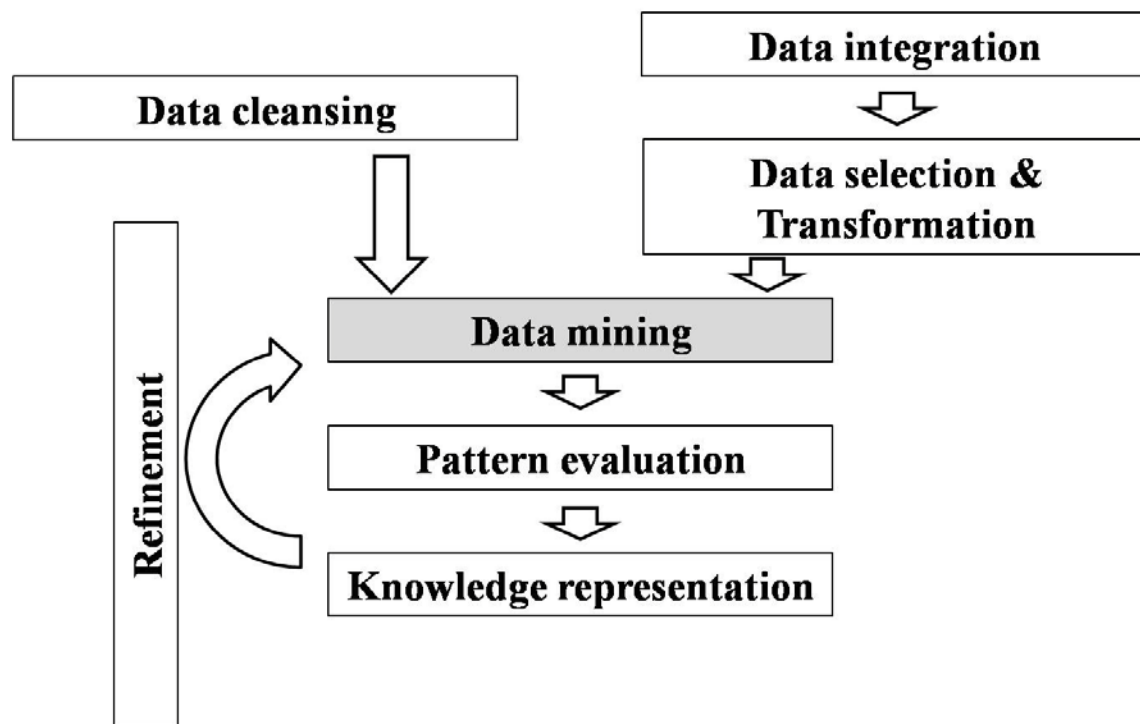 Data integration
Data cleansing
Data selection &
Transformation
Data mining
Refinement
Pattern evaluation
Knowledge representation